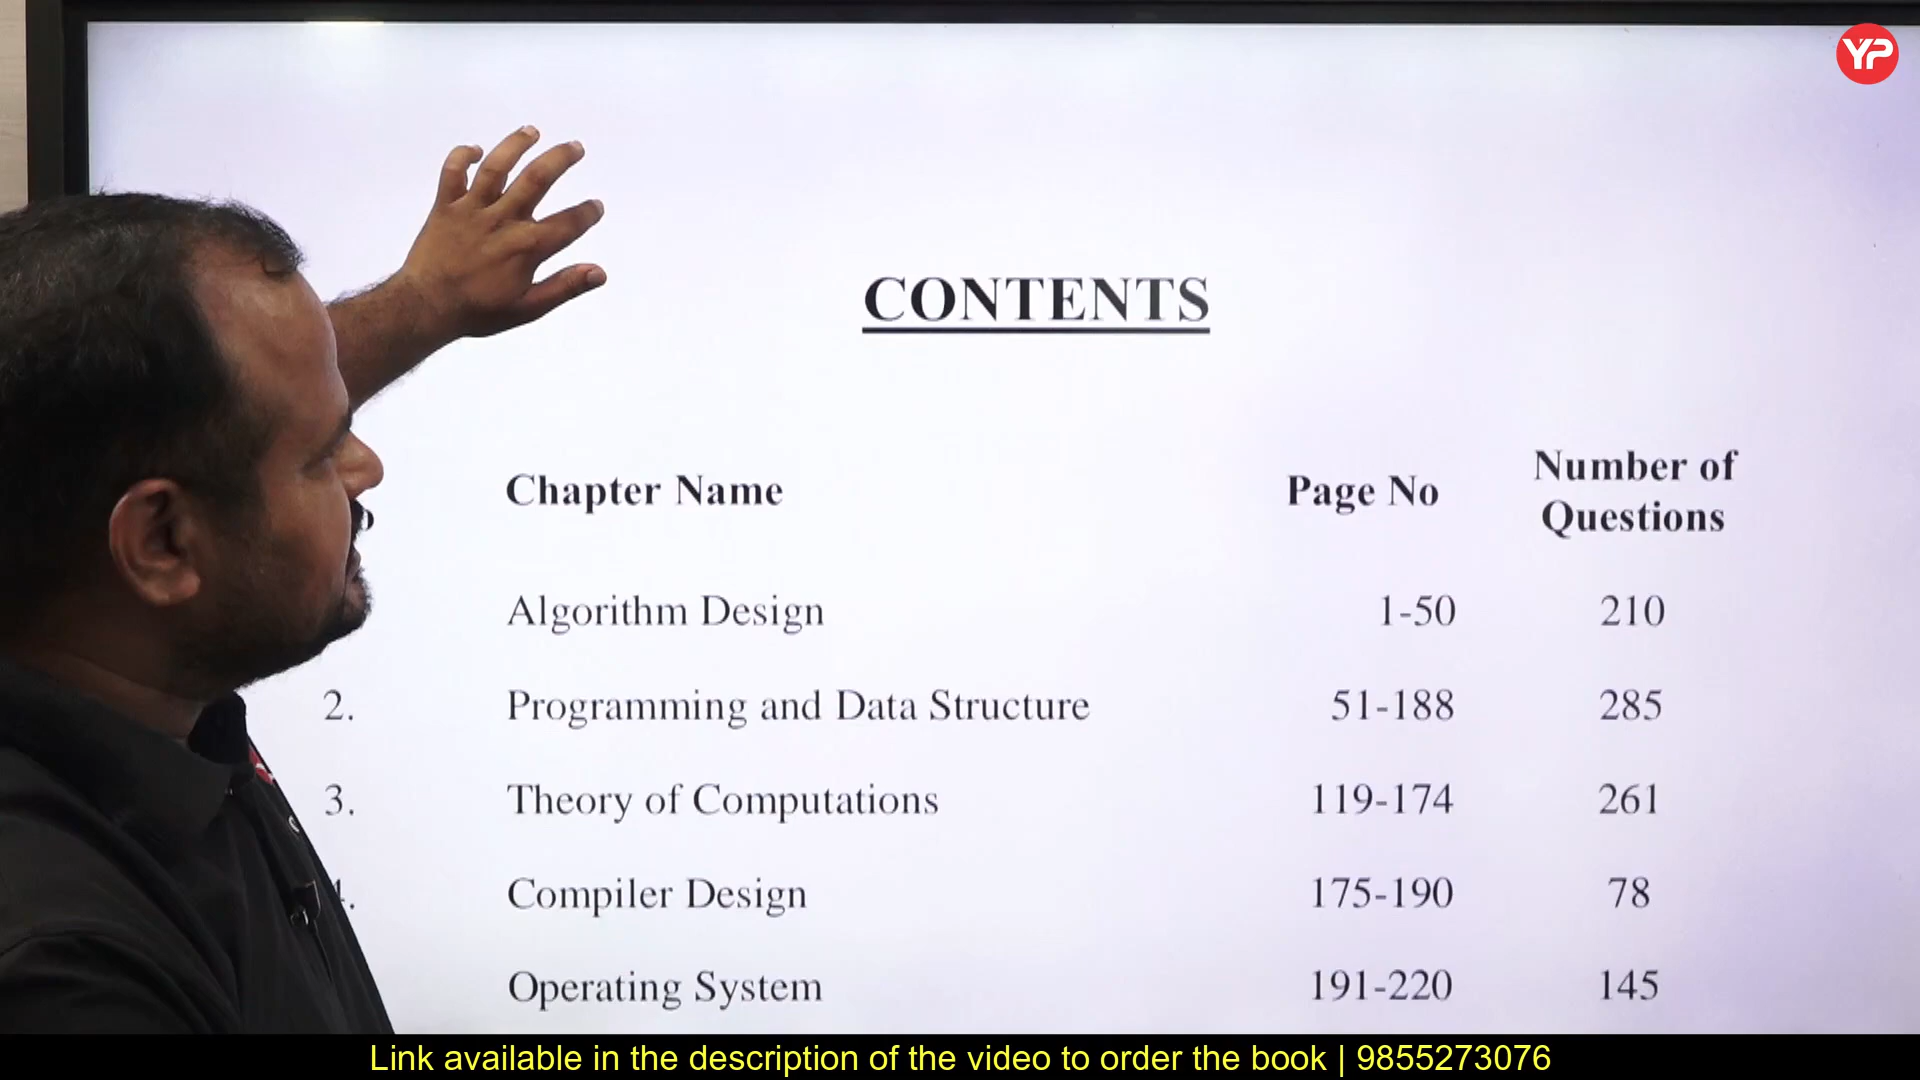 YP
CONTENTS
Chapter Name Page No Number of Questions
Algorithm Design 1-50 210
2. Programming and Data Structure 51-188 285
3. Theory of Computations 119-174 261
Compiler Design 175-190 78
Operating System 191-220 145
Link available in the description of the video to order the book | 9855273076